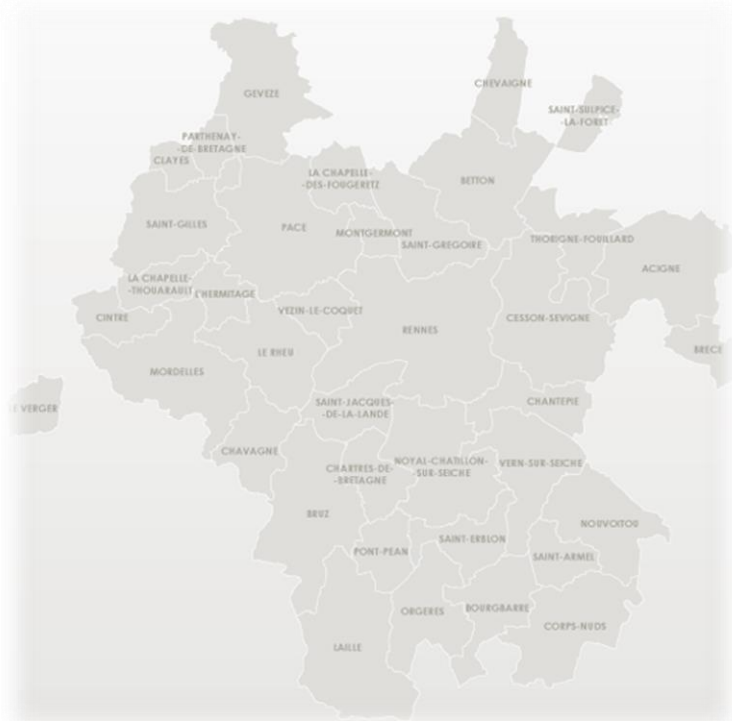 CHEVAIGNE
GEVEZE
SAINT-SULPICE-
-LA-FORET
PARTHENAY-
-DE-BRETAGNE
CLAYES
LA CHAPELLE-
-DES-FOUGERETZ
BETTON
SAINT-GILLES
PACE
MONTGERMONT
SAINT-GREGOIRE
THORIGNE-FOUILLARD
ACIGNE
LA CHAPELLE-
-THOUARAULT
L'HERMITAGE
VEZIN-LE-COQUET
CINTRE
RENNES
CESSON-SEVIGNE
BRECE
LE RHEU
MORDELLES
SAINT-JACQUES-
-DE-LA-LANDE
CHANTEPIE
LE VERGER
CHAVAGNE
CHARTRES-DE-
-BRETAGNE
NOYAL-CHATILLON-
-SUR-SEICHE
VERN-SUR-SEICHE
BRUZ
NOUVOITOU
PONT-PEAN
SAINT-ERBLON
SAINT-ARMEL
ORGERES
BOURGBARRE
CORPS-NUDS
LAILLE